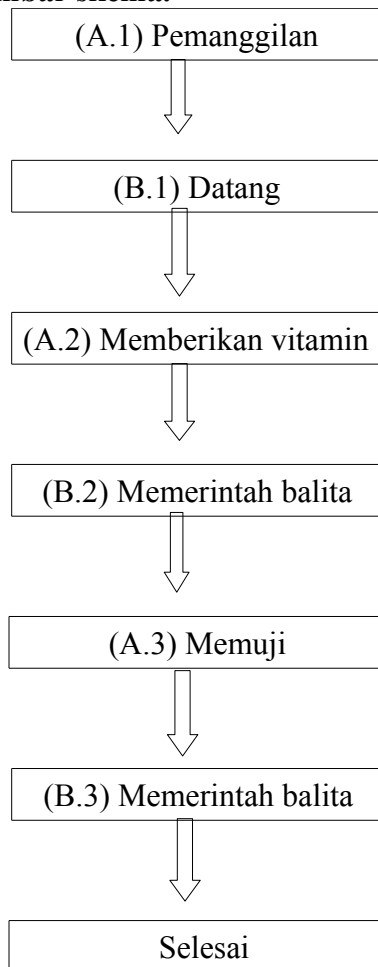 (A.1) Pemanggilan
(B.1) Datang
(A.2) Memberikan vitamin
(B.2) Memerintah balita
(A.3) Memuji
(B.3) Memerintah balita
Selesai